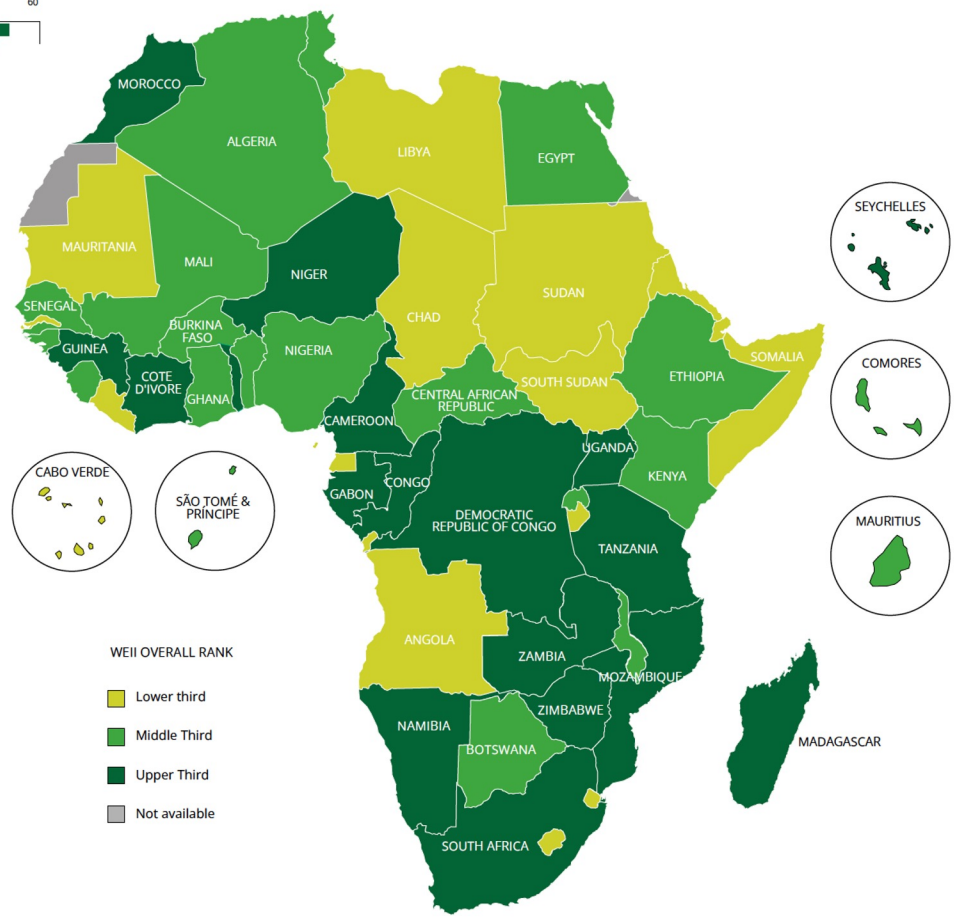 60
MOROCCO
ALGERIA
LIBYA
EGYPT
MAURITANIA
MALI
NIGER
CHAD
SUDAN
SENEGAL
BURKINA
FASO
NIGERIA
GUINEA
COTE
D'IVORE
GHANA
CENTRAL AFRICAN
REPUBLIC
SOUTH SUDAN
ETHIOPIA
SOMALIA
CAMEROON
UGANDA
KENYA
GABON
CONGO
DEMOCRATIC
REPUBLIC OF CONGO
TANZANIA
ANGOLA
ZAMBIA
MOZAMBIQUE
ZIMBABWE
NAMIBIA
BOTSWANA
MADAGASCAR
SOUTH AFRICA
SEYCHELLES
COMORES
MAURITIUS
CABO VERDE
SÃO TOMÉ &
PRÍNCIPE
WEII OVERALL RANK
Lower third
Middle Third
Upper Third
Not available